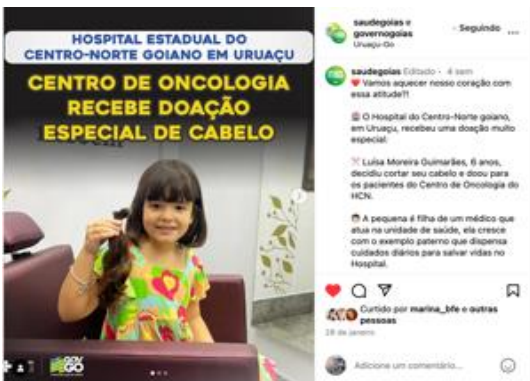 HOSPITAL ESTADUAL DO
CENTRO-NORTE GOIANO EM URUAÇU
CENTRO DE ONCOLOGIA
RECEBE DOAÇÃO
ESPECIAL DE CABELO
GOV
GO
saudegoias e
governogoias
· Seguindo
Uruaçu-Go
saudegoias Editado · 4 sem
Vamos aquecer nosso coração com
essa atitude?!
O Hospital do Centro-Norte goiano,
em Uruaçu, recebeu uma doação muito
especial:
Luísa Moreira Guimarães, 6 anos,
decidiu cortar seu cabelo e doou para
os pacientes do Centro de Oncologia do
HCN.
A pequena é filha de um médico que
atua na unidade de saúde, ela cresce
com o exemplo paterno que dispensa
cuidados diários para salvar vidas no
Hospital.
Curtido por marina_bfe e outras
pessoas
28 de janeiro
Adicione um comentário...